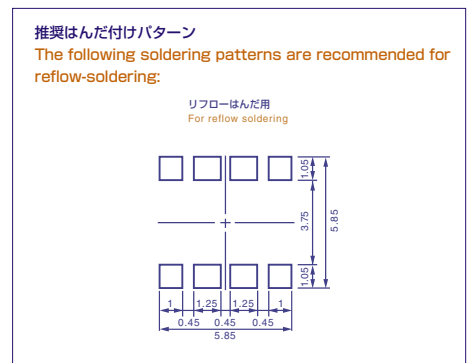 推奨はんだ付けパターン
The following soldering patterns are recommended for
reflow-soldering:
リフローはんだ用
For reflow soldering
1.05
3.75
5.85
1.05
1 1.25 1.25 1
0.45 0.45 0.45
5.85